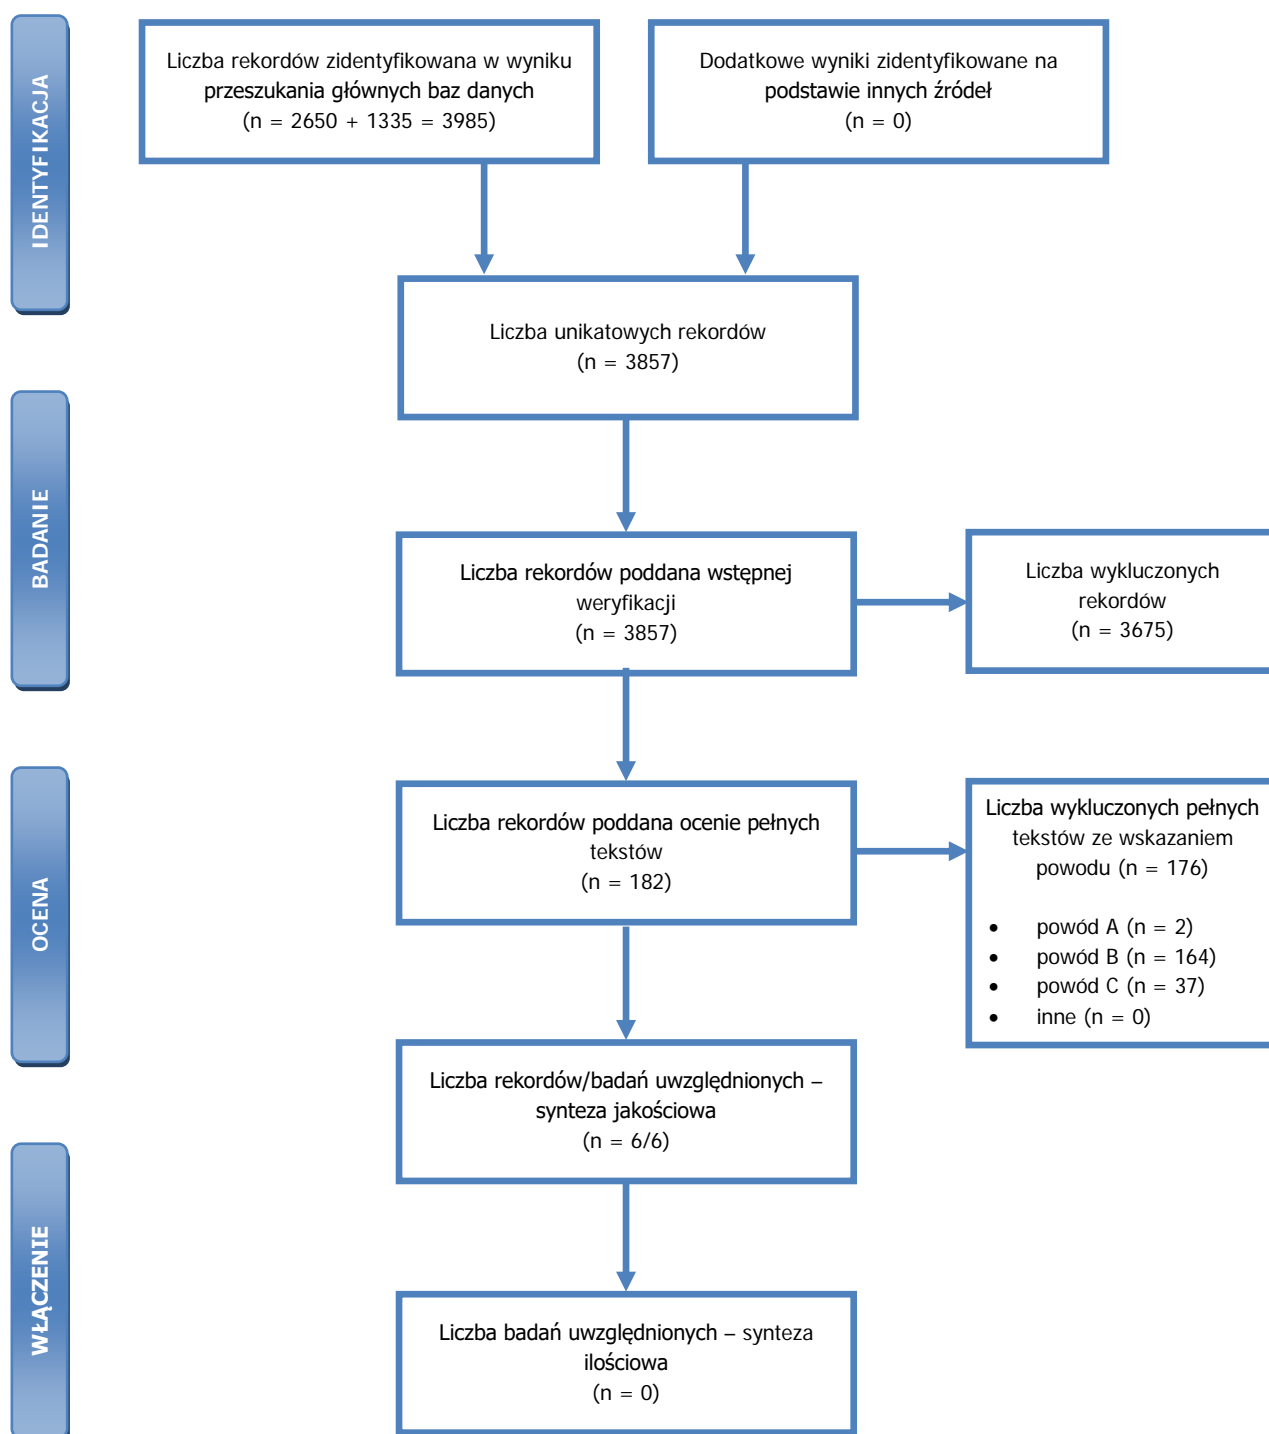 IDENTYFIKACJA
Liczba rekordów zidentyfikowana w wyniku
przeszukania głównych baz danych
(n = 2650 + 1335 = 3985)
Dodatkowe wyniki zidentyfikowane na
podstawie innych źródeł
(n = 0)
Liczba unikatowych rekordów
(n = 3857)
BADANIE
Liczba rekordów poddana wstępnej
weryfikacji
(n = 3857)
Liczba wykluczonych
rekordów
(n = 3675)
OCENA
Liczba rekordów poddana ocenie pełnych
tekstów
(n = 182)
Liczba wykluczonych pełnych
tekstów ze wskazaniem
powodu (n = 176)
• powód A (n = 2)
• powód B (n = 164)
• powód C (n = 37)
• inne (n = 0)
Liczba rekordów/badań uwzględnionych –
synteza jakościowa
(n = 6/6)
WŁĄCZENIE
Liczba badań uwzględnionych – synteza
ilościowa
(n = 0)